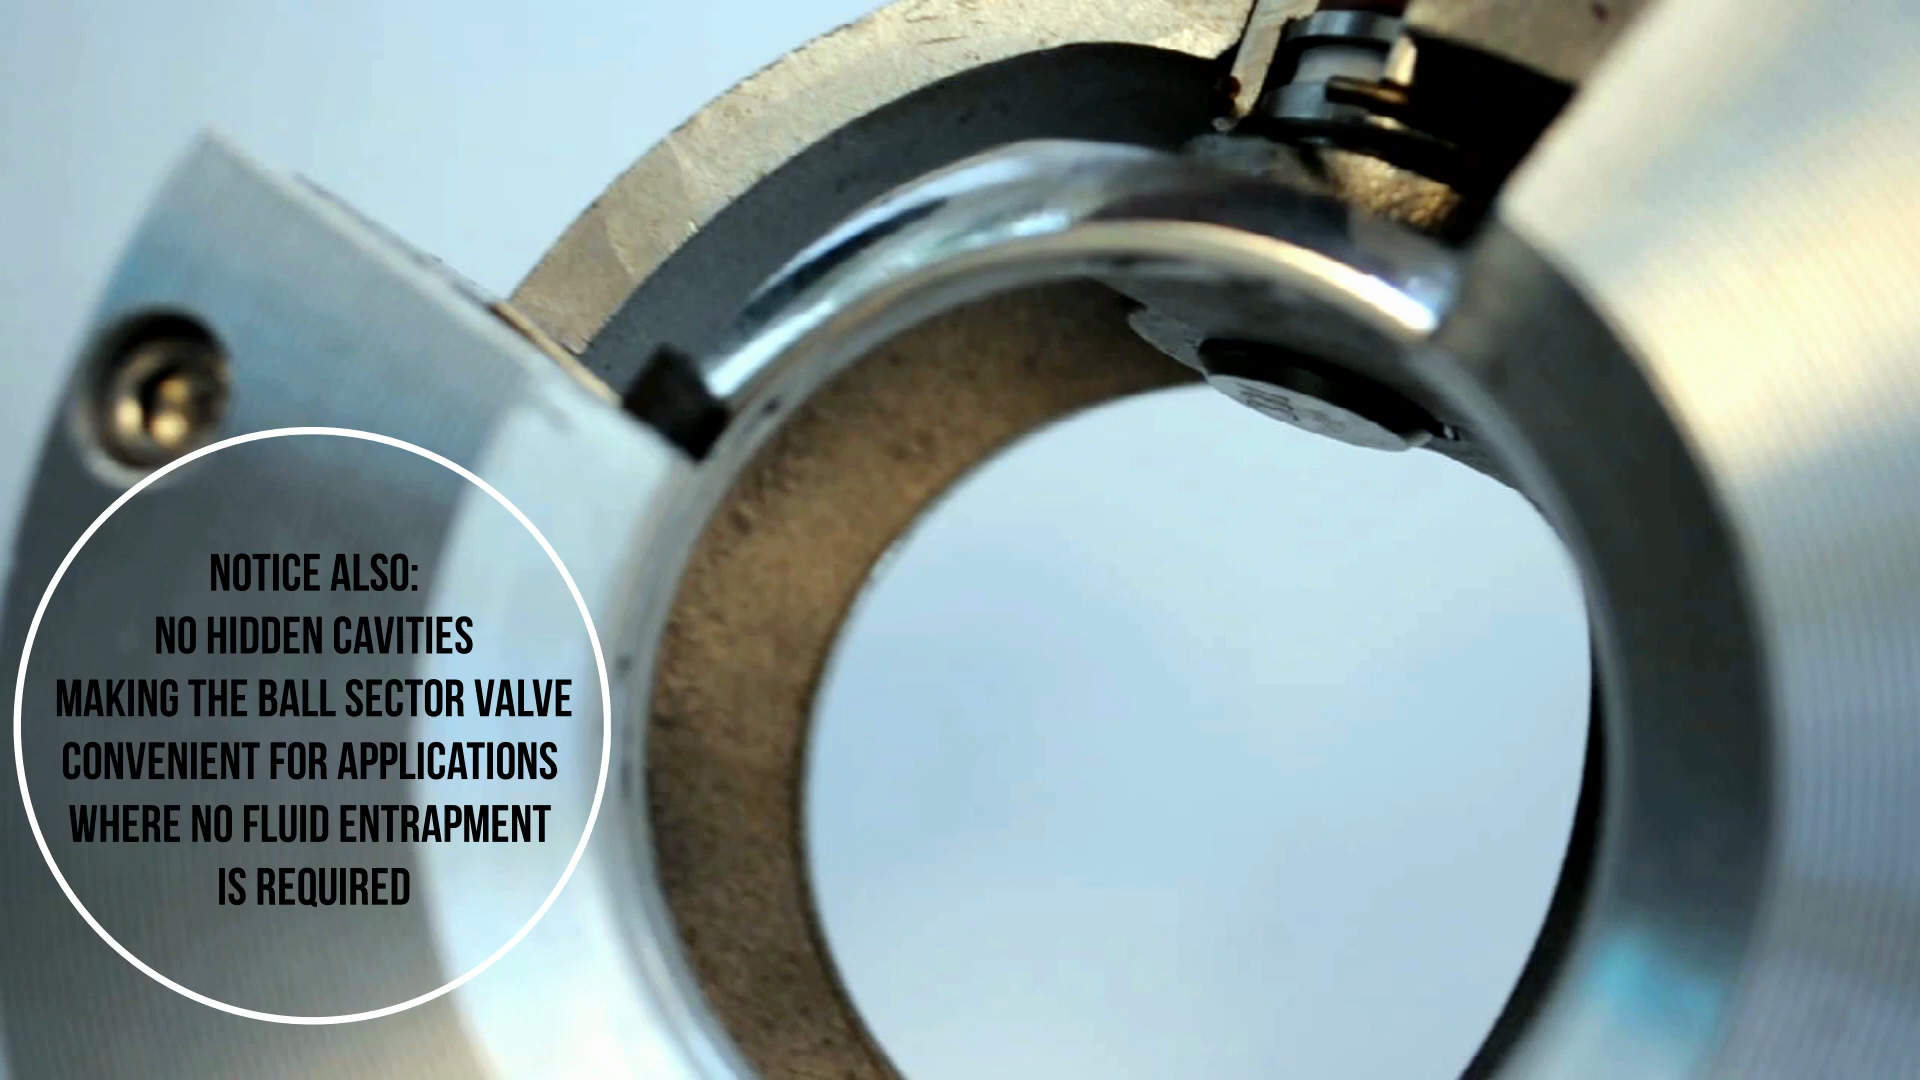 NOTICE ALSO:
NO HIDDEN CAVITIES
MAKING THE BALL SECTOR VALVE
CONVENIENT FOR APPLICATIONS
WHERE NO FLUID ENTRAPMENT
IS REQUIRED